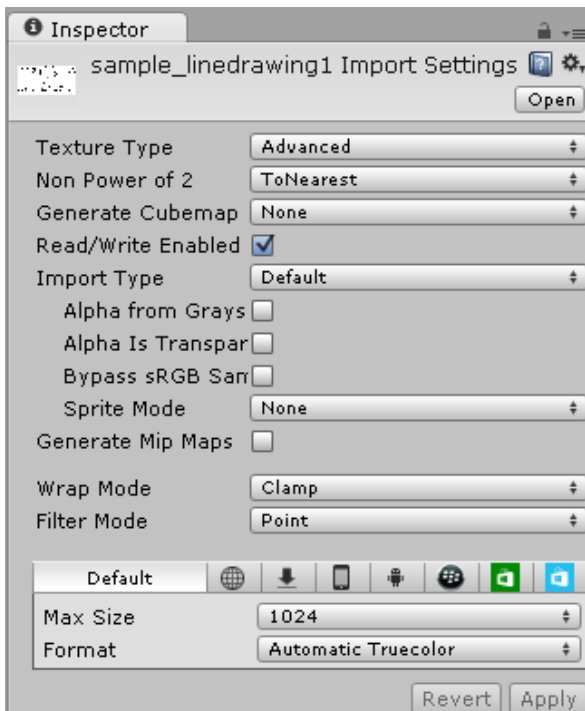 Inspector
sample_linedrawing1 Import Settings
Open
Texture Type Advanced
Non Power of 2 ToNearest
Generate Cubemap None
Read/Write Enabled
Import Type Default
Alpha from Grays
Alpha Is Transpar
Bypass sRGB Sam
Sprite Mode None
Generate Mip Maps
Wrap Mode Clamp
Filter Mode Point
Default
Max Size 1024
Format Automatic Truecolor
Revert Apply